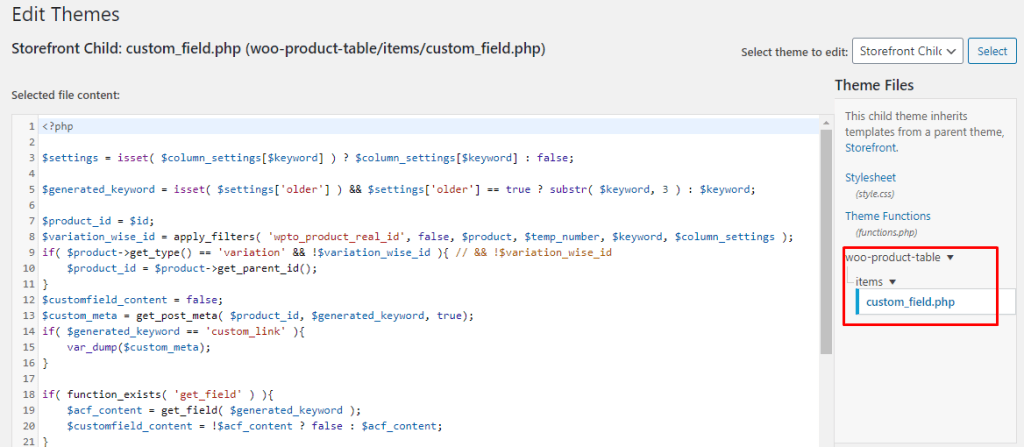 Edit Themes
Storefront Child: custom_field.php (woo-product-table/items/custom_field.php)
Select theme to edit:
Storefront Chilc
Select
Selected file content:
1 <?php
2
3 $settings = isset( $column_settings[$keyword] ) ? $column_settings[$keyword] : false;
4
5 $generated_keyword = isset( $settings['older'] ) && $settings['older'] == true ? substr( $keyword, 3 ) : $keyword;
6
7 $product_id = $id;
8 $variation_wise_id = apply_filters( 'wpto_product_real_id', false, $product, $temp_number, $keyword, $column_settings );
9 if( $product->get_type() == 'variation' && !$variation_wise_id ){ // && !$variation_wise_id
10 $product_id = $product->get_parent_id();
11 }
12 $customfield_content = false;
13 $custom_meta = get_post_meta( $product_id, $generated_keyword, true);
14 if( $generated_keyword == 'custom_link' ){
15 var_dump($custom_meta);
16 }
17
18 if( function_exists( 'get_field' ) ){
19 $acf_content = get_field( $generated_keyword );
20 $customfield_content = !$acf_content ? false : $acf_content;
21 }
Theme Files
This child theme inherits
templates from a parent theme,
Storefront.
Stylesheet
(style.css)
Theme Functions
(functions.php)
woo-product-table ▼
items ▼
custom_field.php